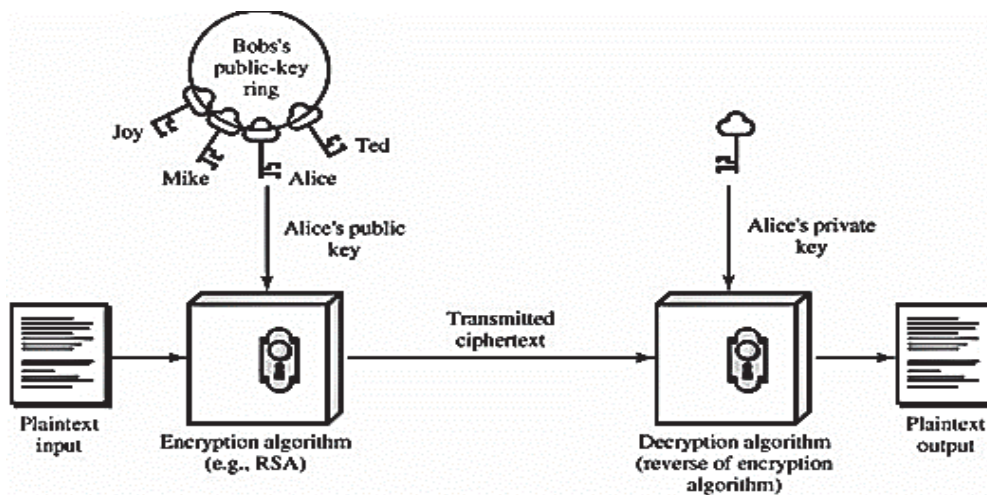 Bobs's
public-key
ring
Joy
Ted
Mike
Alice
Alice's public
key
Alice's private
key
Transmitted
ciphertext
Plaintext
input
Encryption algorithm
(e.g., RSA)
Decryption algorithm
(reverse of encryption
algorithm)
Plaintext
output